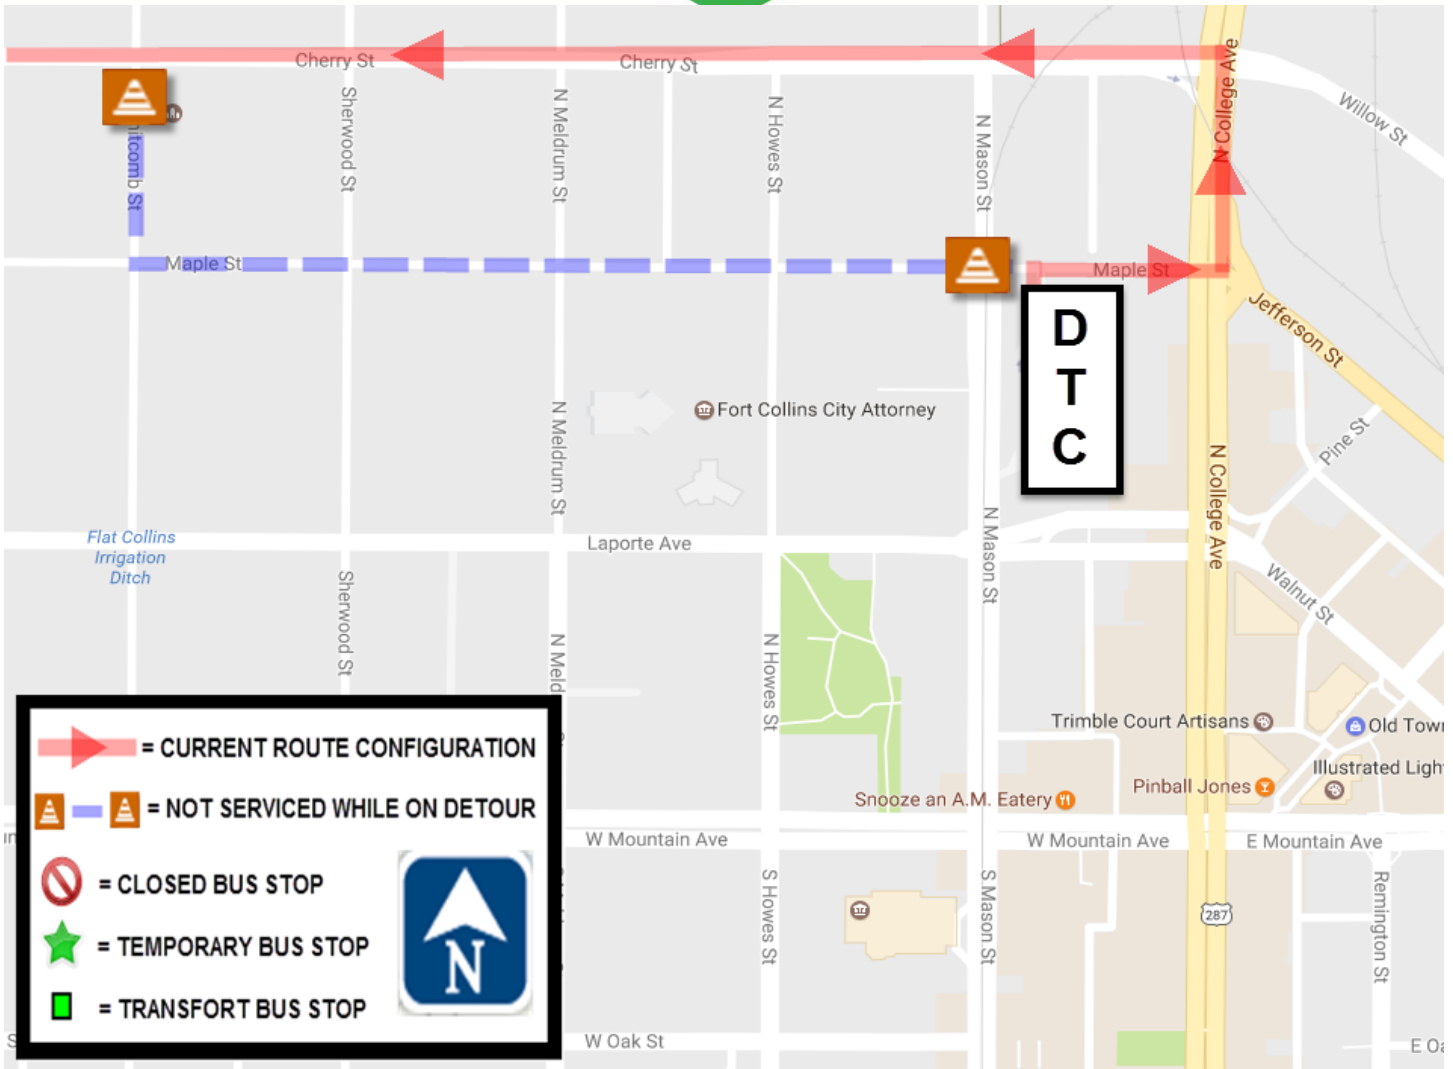 Cherry St
Cherry St
N College Ave
Willow St
hitcomb St
Sherwood St
N Meldrum St
N Howes St
N Mason St
Maple St
Maple St
D
T
C
Jefferson St
Fort Collins City Attorney
Pine St
N Meldrum St
N College Ave
Flat Collins
Irrigation
Ditch
Laporte Ave
N Mason St
Walnut St
Sherwood St
N Meld
N Howes St
Trimble Court Artisans
Old Town
Illustrated Light
Pinball Jones
Snooze an A.M. Eatery
W Mountain Ave
W Mountain Ave
E Mountain Ave
S Howes St
S Mason St
287
Remington St
W Oak St
E Oa
= CURRENT ROUTE CONFIGURATION
= NOT SERVICED WHILE ON DETOUR
= CLOSED BUS STOP
= TEMPORARY BUS STOP
= TRANSFORT BUS STOP
N